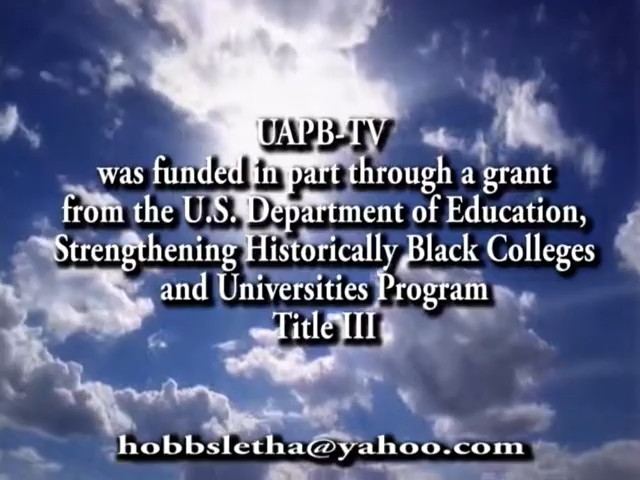 UAPB-TV
was funded in part through a grant
from the U.S. Department of Education,
Strengthening Historically Black Colleges
and Universities Program
Title III
hobbsletha@yahoo.com